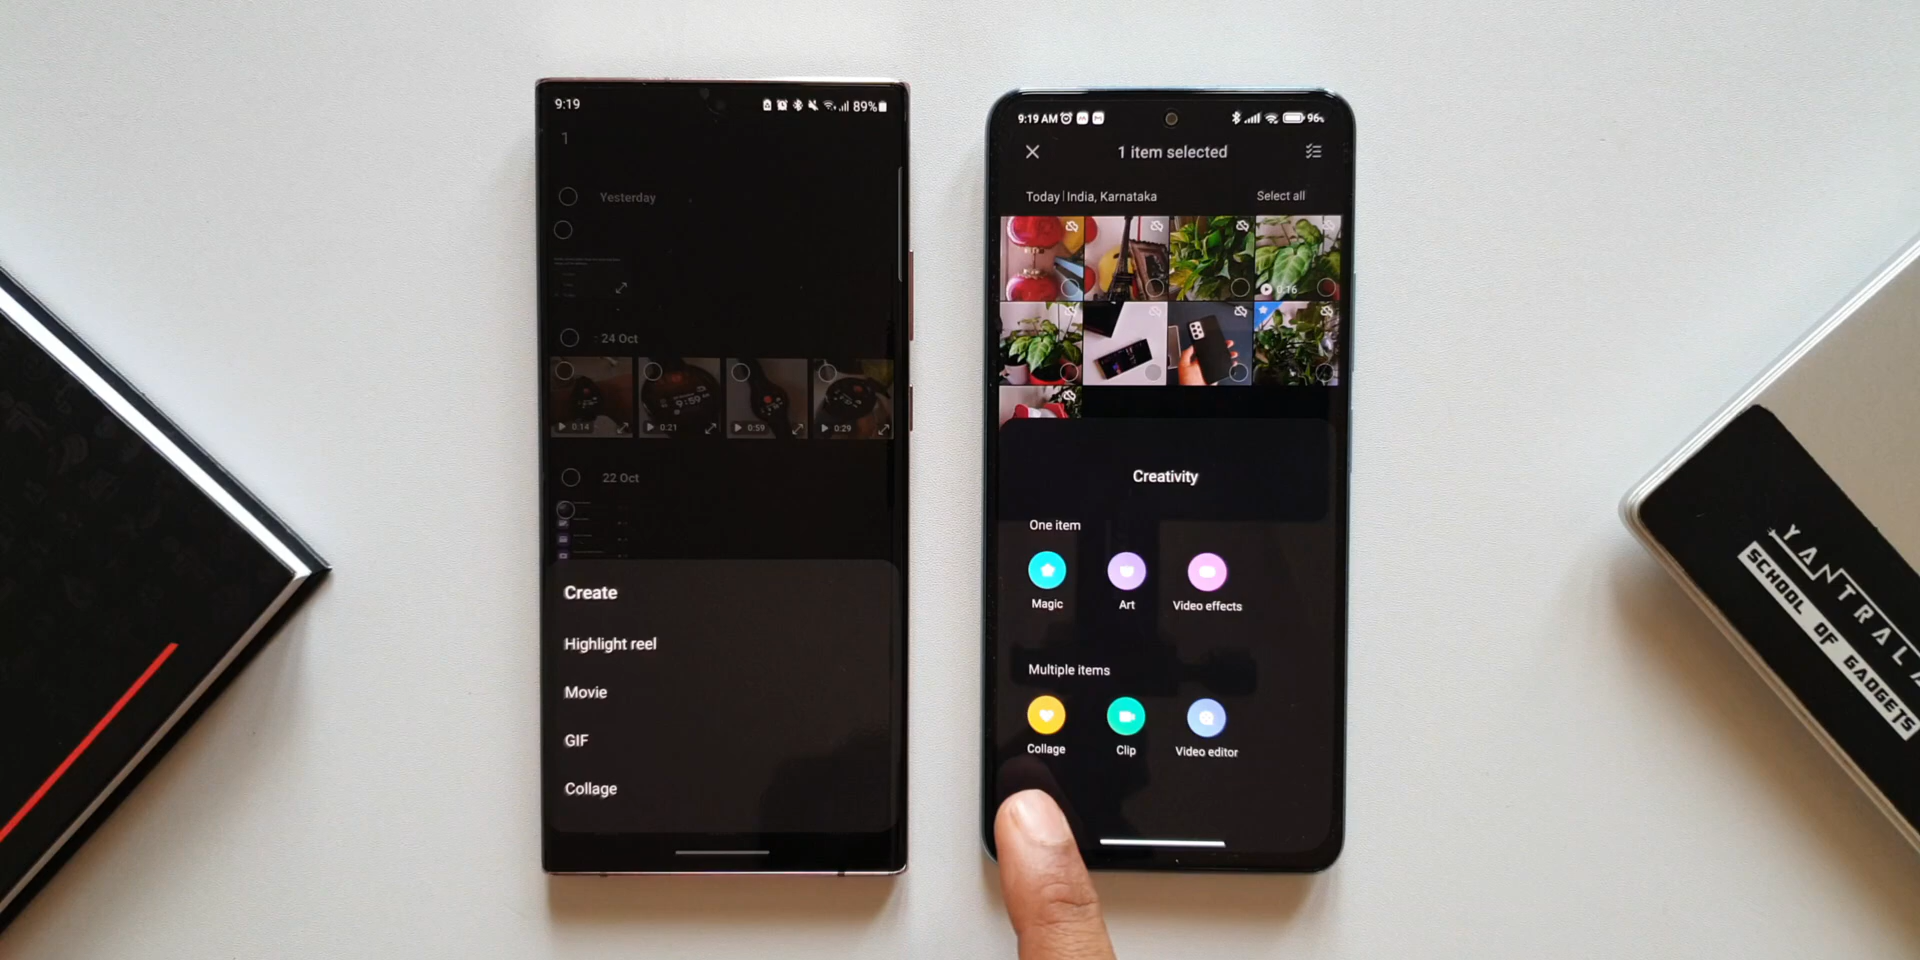 9:19
89%
1
Yesterday
24 Oct
0:14
0:21
9:59
0:59
0:29
22 Oct
Create
Highlight reel
Movie
GIF
Collage
9:19 AM
96%
1 item selected
Today | India, Karnataka
Select all
0:16
Creativity
One item
Magic
Art
Video effects
Multiple items
Collage
Clip
Video editor
SCHOOL OF GADGETS